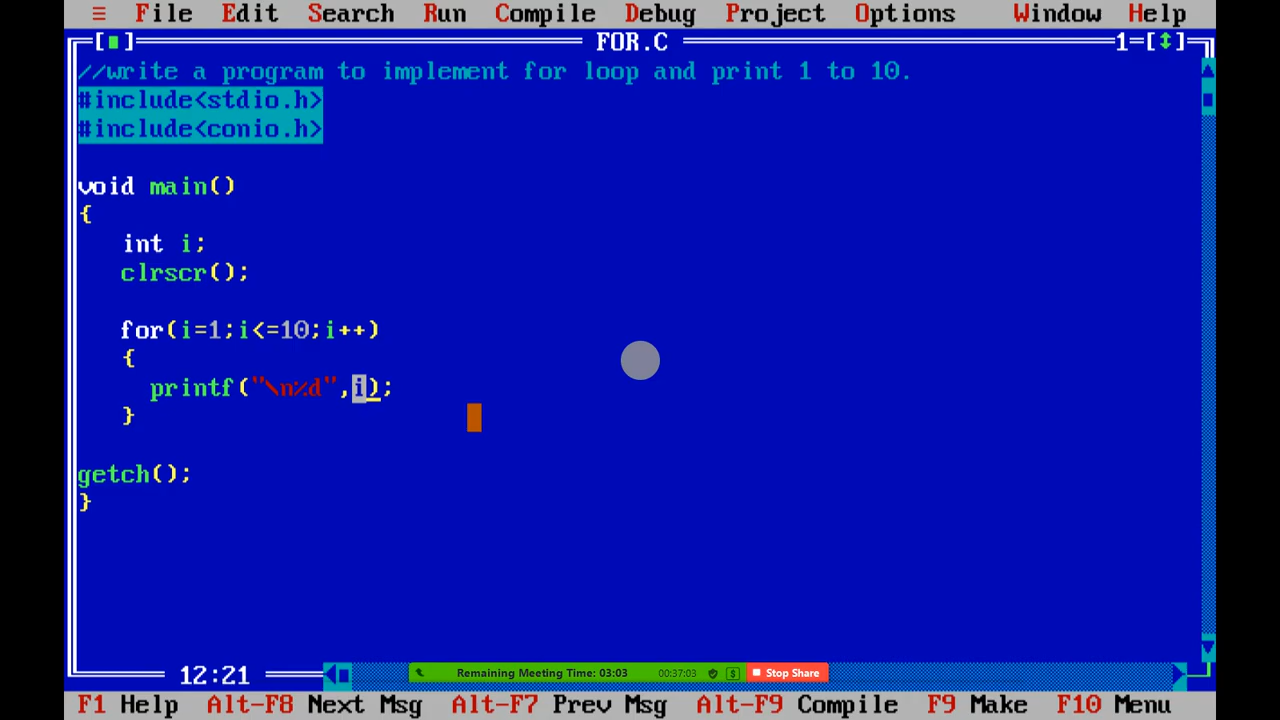 ≡ File Edit Search Run Compile Debug Project Options Window Help
[■] FOR.C 1=[↕]
//write a program to implement for loop and print 1 to 10.
#include<stdio.h>
#include<conio.h>
void main()
{
int i;
clrscr();
for(i=1;i<=10;i++)
{
printf("\n%d",i);
}
getch();
}
12:21
Remaining Meeting Time: 03:03 00:37:03 Stop Share
F1 Help Alt-F8 Next Msg Alt-F7 Prev Msg Alt-F9 Compile F9 Make F10 Menu